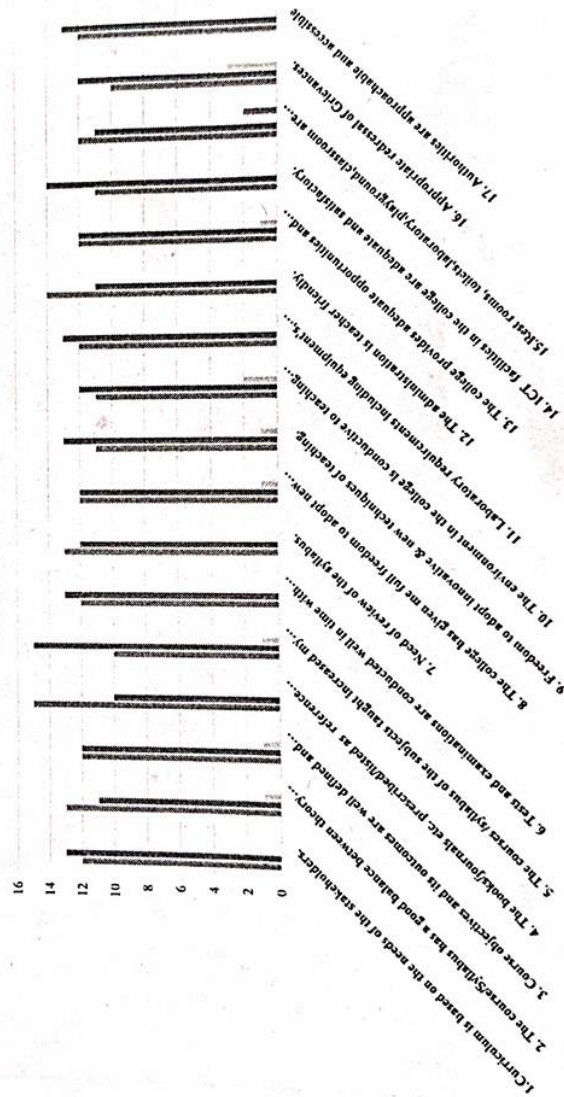 16
14
12
10
8
6
4
2
0
1.Curriculum is based on the needs of the stakeholders.
2. The course/Syllabus has a good balance between theory...
3. Course objectives and its outcomes are well defined and...
4. The books/journals etc. prescribed/listed as reference...
5. The courses /syllabus of the subjects taught increased my...
6. Tests and examinations are conducted well in time with...
7. Need of review of the syllabus.
8. The college has given me full freedom to adopt new...
9. Freedom to adopt innovative & new techniques of teaching.
10. The environment in the college is conductive to teaching...
11. Laboratory requirements including equipment's...
12. The administration is teacher friendly.
13. The college provides adequate opportunities and...
14. ICT facilities in the college are adequate and satisfactory.
15.Rest rooms, toilets,laboratory,playground,classroom are...
16. Appropriate redressal of Grievances.
17. Authorities are approachable and accessible